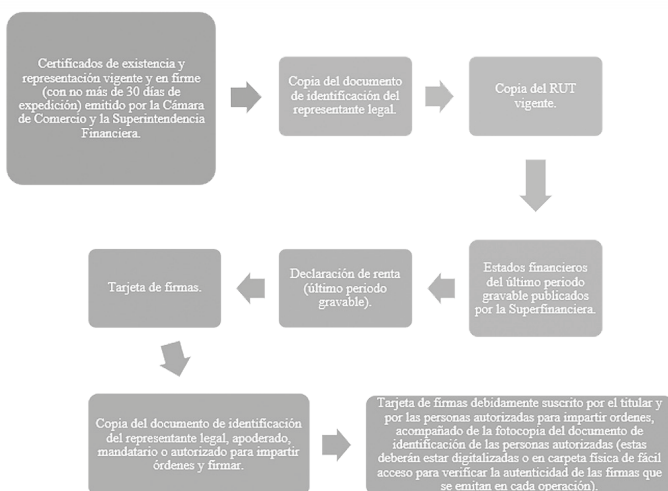 Certificados de existencia y
representación vigente y en firme
(con no más de 30 días de
expedición) emitido por la Cámara
de Comercio y la Superintendencia
Financiera.
Copia del documento
de identificación del
representante legal.
Copia del RUT
vigente.
Estados financieros
del último periodo
gravable publicados
por la Superfinanciera.
Declaración de renta
(último periodo
gravable).
Tarjeta de firmas.
Copia del documento de identificación
del representante legal, apoderado,
mandatario o autorizado para impartir
órdenes y firmar.
Tarjeta de firmas debidamente suscrito por el titular y
por las personas autorizadas para impartir ordenes,
acompañado de la fotocopia del documento de
identificación de las personas autorizadas (estas
deberán estar digitalizadas o en carpeta física de fácil
acceso para verificar la autenticidad de las firmas que
se emitan en cada operación).